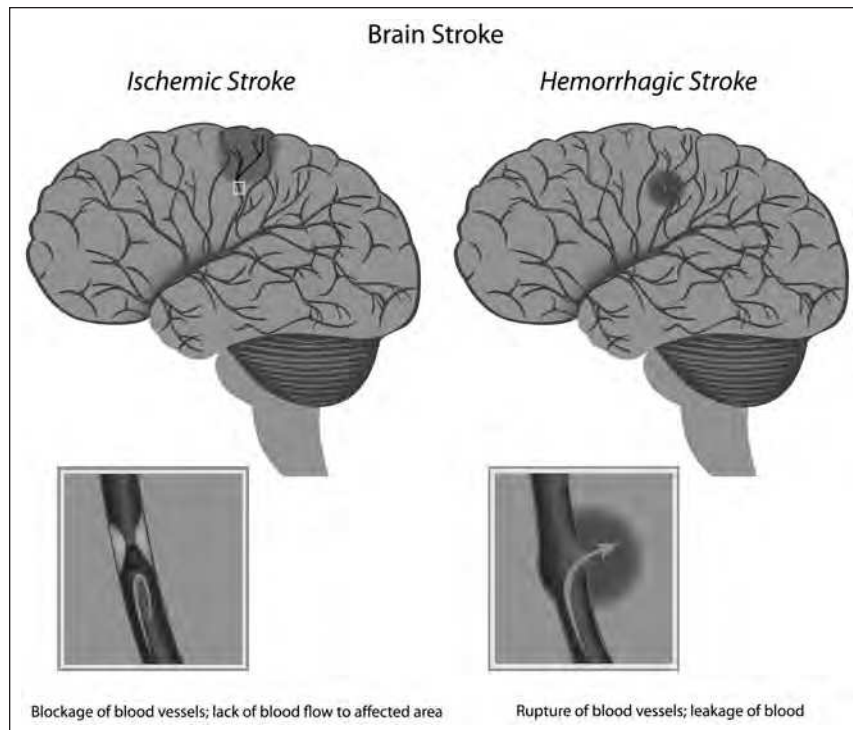 Brain Stroke
Ischemic Stroke
Hemorrhagic Stroke
Blockage of blood vessels; lack of blood flow to affected area
Rupture of blood vessels; leakage of blood